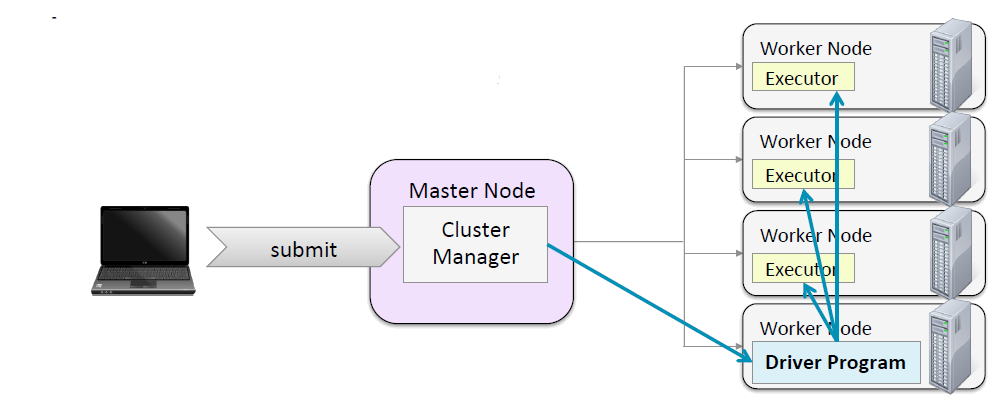 -
submit
Master Node
Cluster
Manager
Worker Node
Executor
Worker Node
Executor
Worker Node
Executor
Worker Node
Driver Program